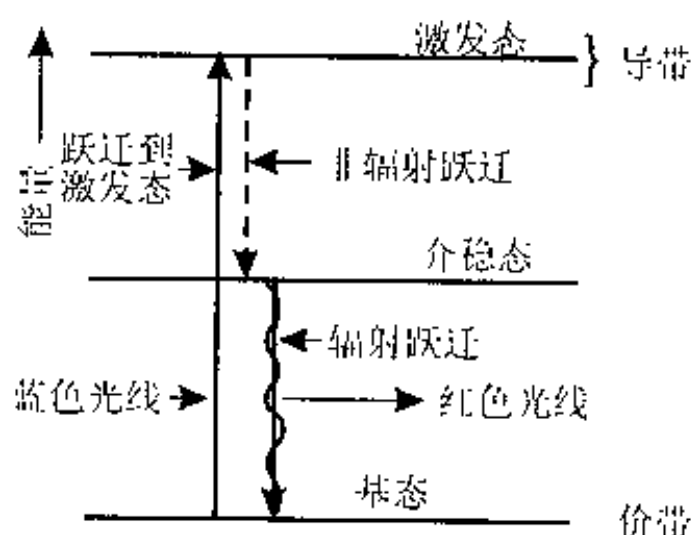 激发态
导带
跃迁到
激发态
非辐射跃迁
能量
介稳态
辐射跃迁
蓝色光线
红色光线
基态
价带